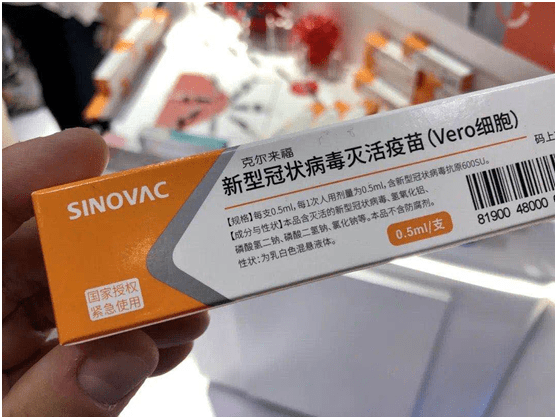 SINOVAC
国家授权
紧急使用
克尔来福
新型冠状病毒灭活疫苗(Vero细胞)
【规格】每支0.5ml,每1次人用剂量为0.5ml,含新型冠状病毒抗原600SU。
【成分与性状】本品含灭活的新型冠状病毒、氢氧化铝、
磷酸氢二钠、磷酸二氢钠、氯化钠等。本品不含防腐剂。
性状:为乳白色混悬液体。
0.5ml/支
码上
81900 48000